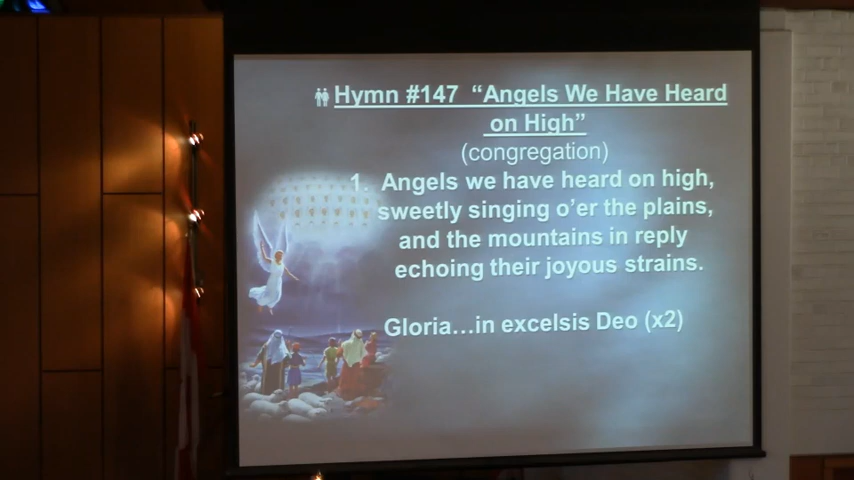 Hymn #147 “Angels We Have Heard
on High”
(congregation)
1. Angels we have heard on high,
sweetly singing o’er the plains,
and the mountains in reply
echoing their joyous strains.
Gloria...in excelsis Deo (x2)